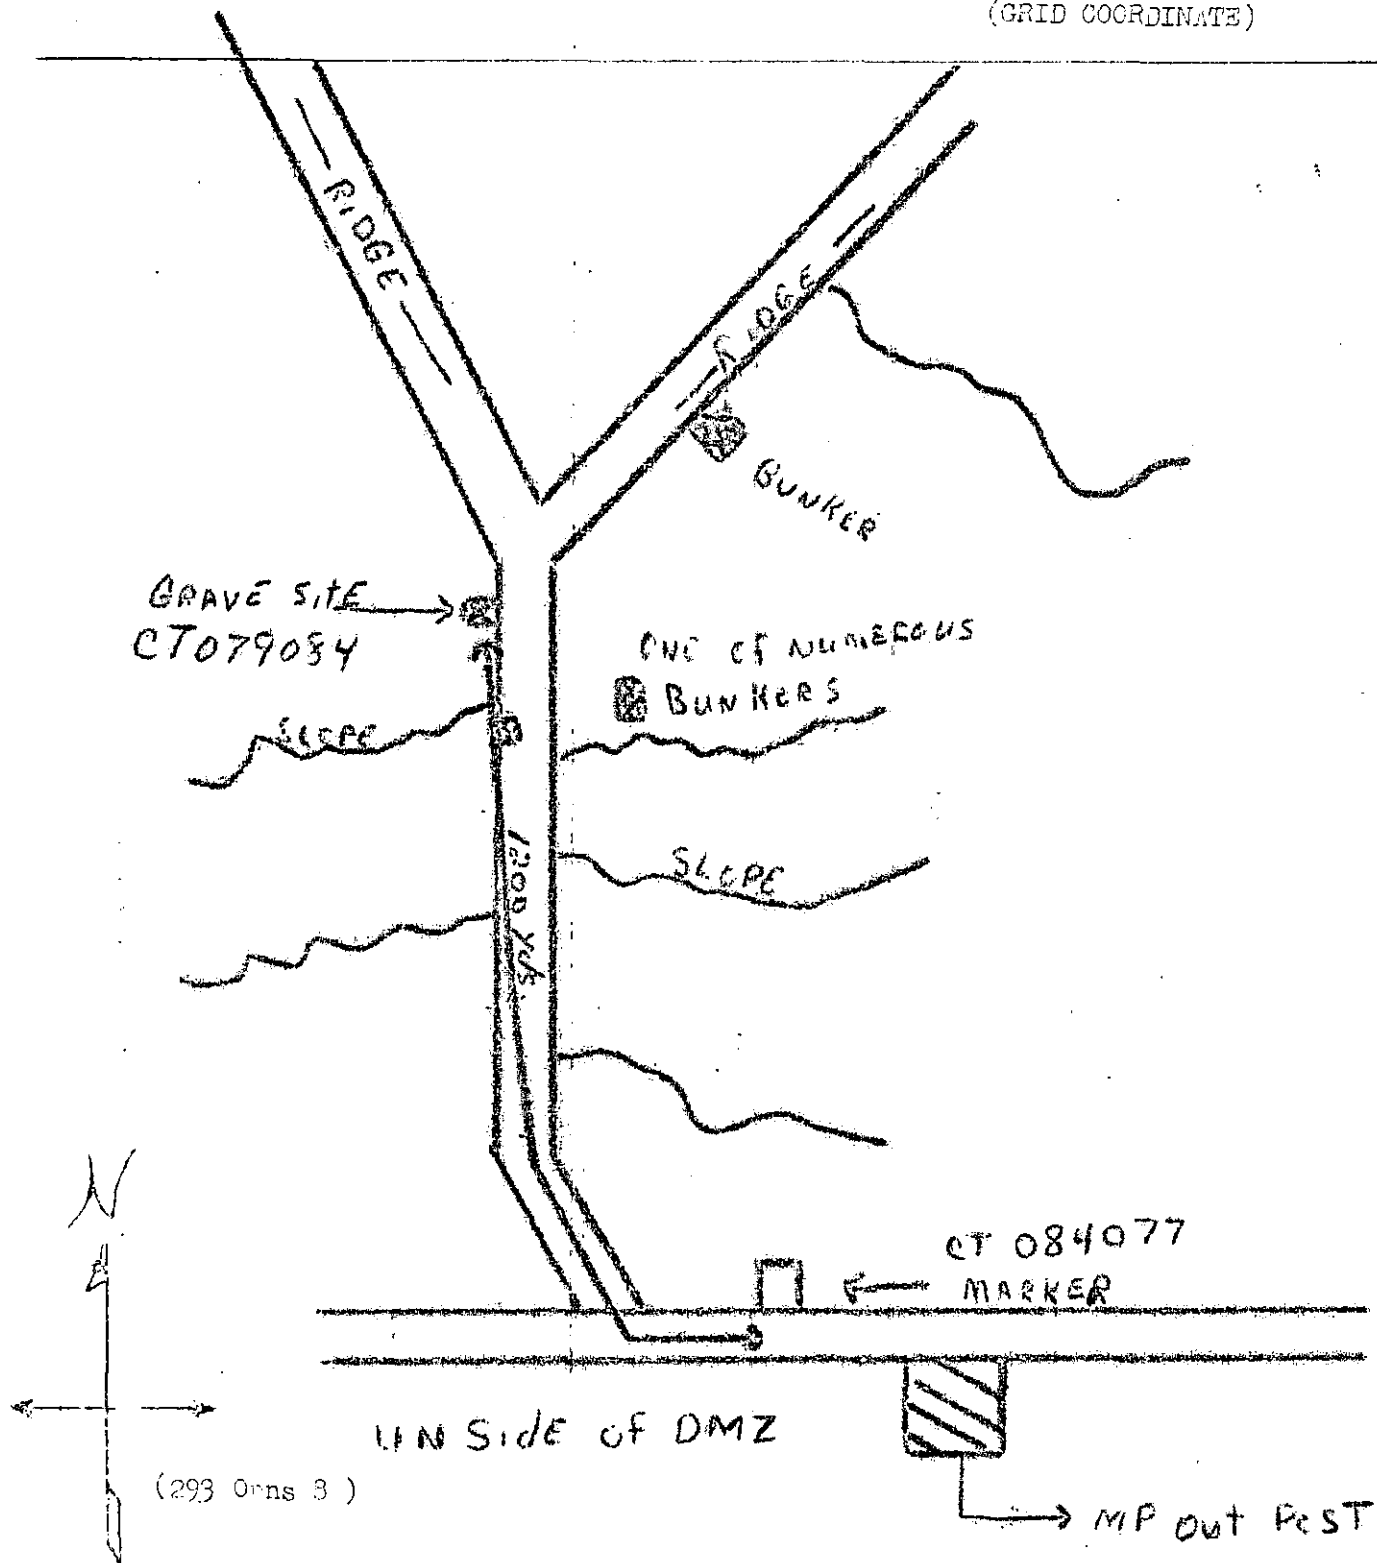 (GRID COORDINATE)
RIDGE
RIDGE
BUNKER
GRAVE SitE
CT079084
ONE of NUMEROUS
BUNKERS
SLOPE
1200 yds.
SLOPE
N
CT 084077
MARKER
UN SidE of DMZ
(293
MP Out PosT